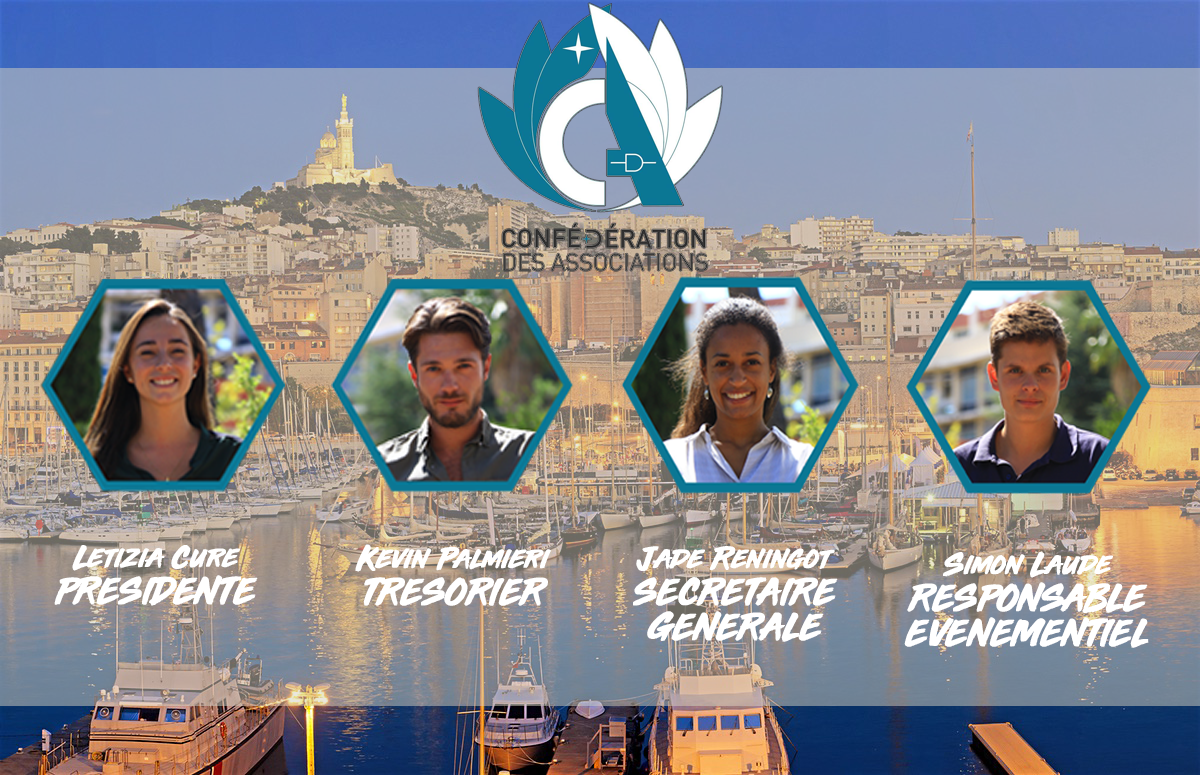 CONFÉDÉRATION
DES ASSOCIATIONS
LETIZIA CURE
PRESIDENTE
KEVIN PALMIERI
TRESORIER
JADE RENINGOT
SECRETAIRE
GENERALE
SIMON LAUDE
RESPONSABLE
EVENEMENTIEL